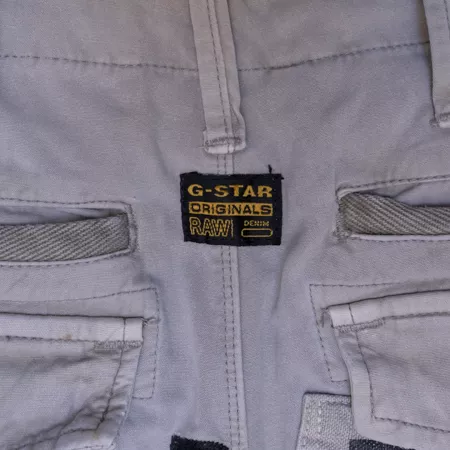 G-STAR
ORIGINALS
RAW DENIM